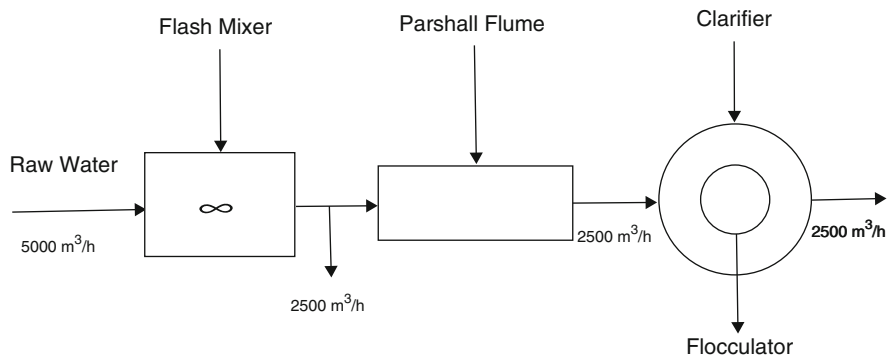 Flash Mixer
Parshall Flume
Clarifier
Raw Water
∞
5000 m³/h
2500 m³/h
2500 m³/h
2500 m³/h
Flocculator